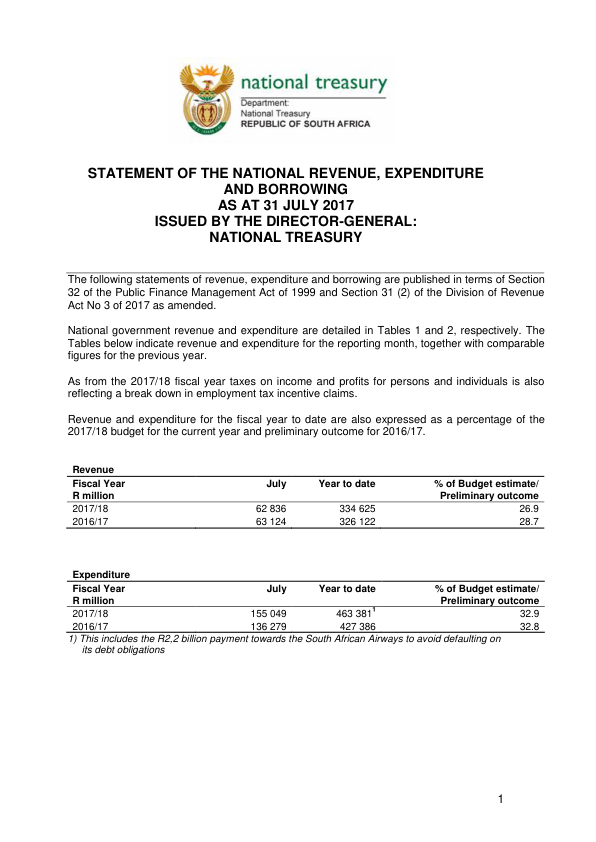 national treasury
Department:
National Treasury
REPUBLIC OF SOUTH AFRICA
STATEMENT OF THE NATIONAL REVENUE, EXPENDITURE
AND BORROWING
AS AT 31 JULY 2017
ISSUED BY THE DIRECTOR-GENERAL:
NATIONAL TREASURY
The following statements of revenue, expenditure and borrowing are published in terms of Section
32 of the Public Finance Management Act of 1999 and Section 31 (2) of the Division of Revenue
Act No 3 of 2017 as amended.
National government revenue and expenditure are detailed in Tables 1 and 2, respectively. The
Tables below indicate revenue and expenditure for the reporting month, together with comparable
figures for the previous year.
As from the 2017/18 fiscal year taxes on income and profits for persons and individuals is also
reflecting a break down in employment tax incentive claims.
Revenue and expenditure for the fiscal year to date are also expressed as a percentage of the
2017/18 budget for the current year and preliminary outcome for 2016/17.
Revenue
Fiscal Year July Year to date % of Budget estimate/
R million Preliminary outcome
2017/18 62 836 334 625 26.9
2016/17 63 124 326 122 28.7
Expenditure
Fiscal Year July Year to date % of Budget estimate/
R million Preliminary outcome
2017/18 155 049 463 381¹ 32.9
2016/17 136 279 427 386 32.8
1) This includes the R2,2 billion payment towards the South African Airways to avoid defaulting on
its debt obligations
1